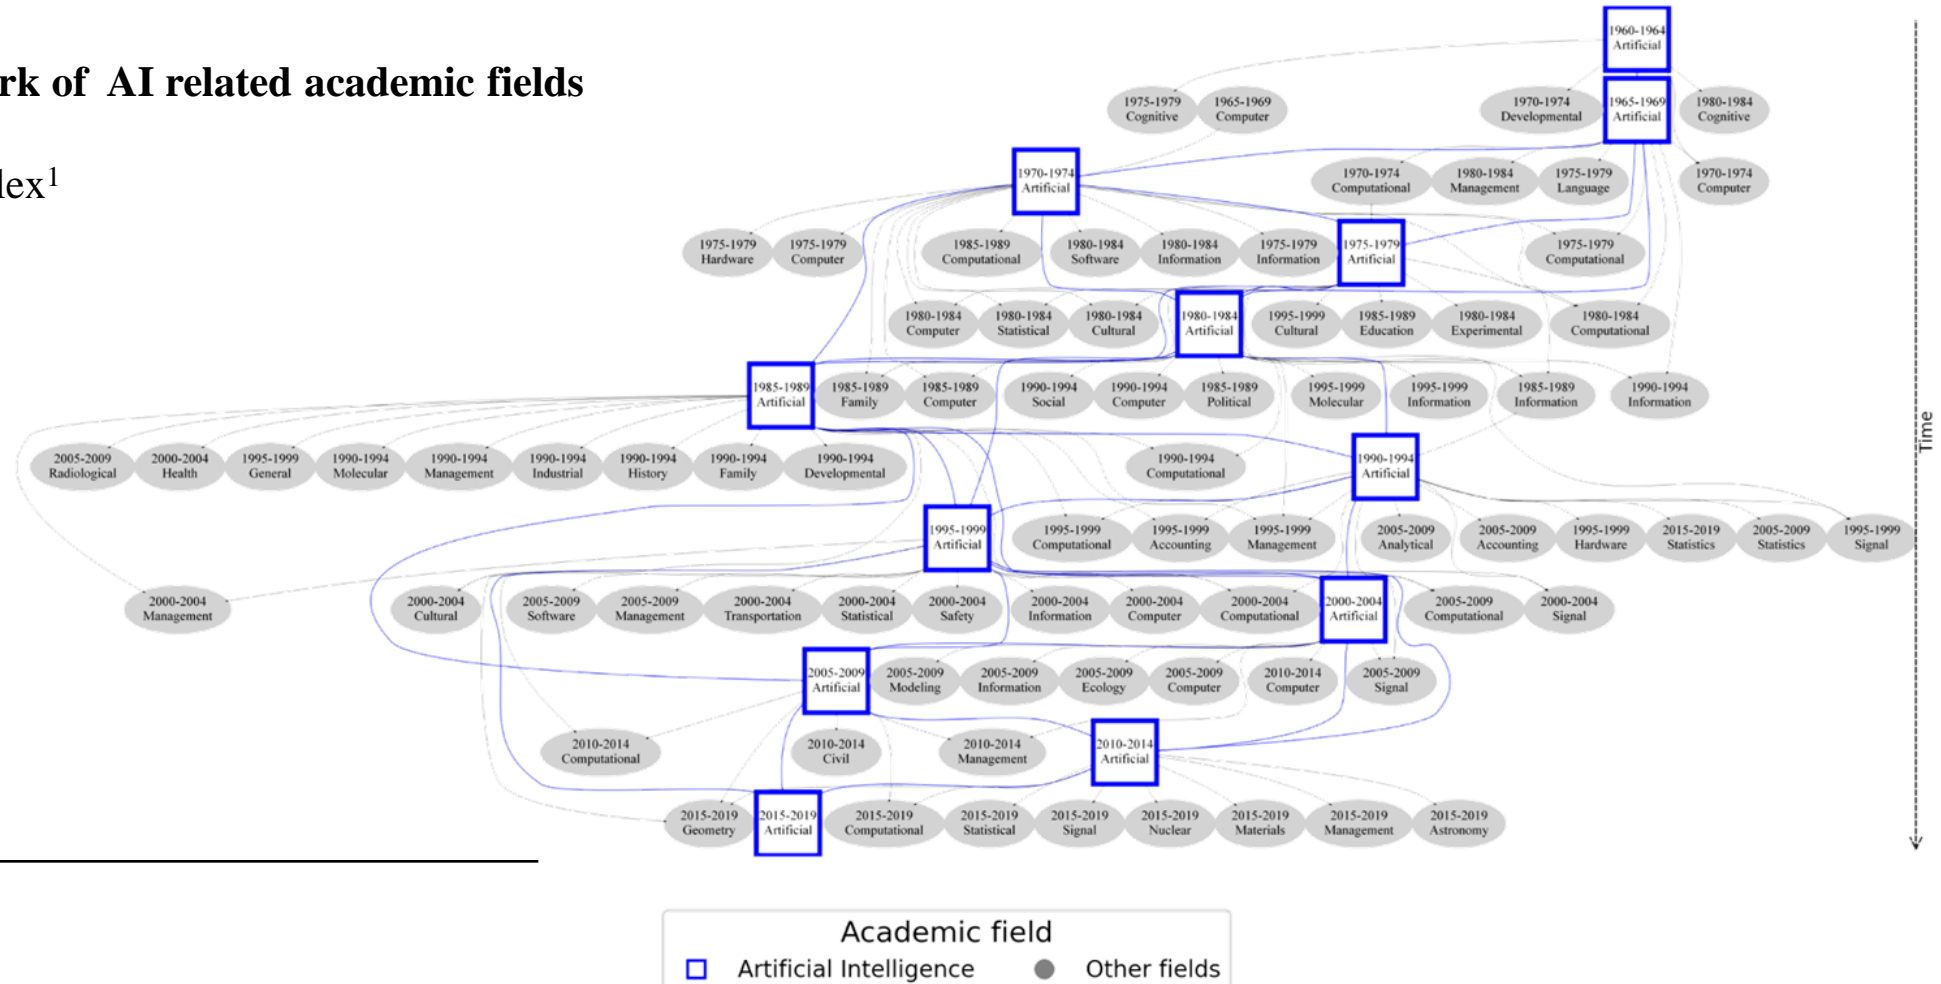 rk of AI related academic fields
lex¹
1960-1964
Artificial
1975-1979
Cognitive
1965-1969
Computer
1970-1974
Developmental
1965-1969
Artificial
1980-1984
Cognitive
1970-1974
Artificial
1970-1974
Computational
1980-1984
Management
1975-1979
Language
1970-1974
Computer
1975-1979
Hardware
1975-1979
Computer
1985-1989
Computational
1980-1984
Software
1980-1984
Information
1975-1979
Information
1975-1979
Artificial
1975-1979
Computational
1980-1984
Computer
1980-1984
Statistical
1980-1984
Cultural
1980-1984
Artificial
1995-1999
Cultural
1985-1989
Education
1980-1984
Experimental
1980-1984
Computational
1985-1989
Artificial
1985-1989
Family
1985-1989
Computer
1990-1994
Social
1990-1994
Computer
1985-1989
Political
1995-1999
Molecular
1995-1999
Information
1985-1989
Information
1990-1994
Information
2005-2009
Radiological
2000-2004
Health
1995-1999
General
1990-1994
Molecular
1990-1994
Management
1990-1994
Industrial
1990-1994
History
1990-1994
Family
1990-1994
Developmental
1990-1994
Computational
1990-1994
Artificial
1995-1999
Artificial
1995-1999
Computational
1995-1999
Accounting
1995-1999
Management
2005-2009
Analytical
2005-2009
Accounting
1995-1999
Hardware
2015-2019
Statistics
2005-2009
Statistics
1995-1999
Signal
2000-2004
Management
2000-2004
Cultural
2005-2009
Software
2005-2009
Management
2000-2004
Transportation
2000-2004
Statistical
2000-2004
Safety
2000-2004
Information
2000-2004
Computer
2000-2004
Computational
2000-2004
Artificial
2005-2009
Computational
2000-2004
Signal
2005-2009
Artificial
2005-2009
Modeling
2005-2009
Information
2005-2009
Ecology
2005-2009
Computer
2010-2014
Computer
2005-2009
Signal
2010-2014
Computational
2010-2014
Civil
2010-2014
Management
2010-2014
Artificial
2015-2019
Geometry
2015-2019
Artificial
2015-2019
Computational
2015-2019
Statistical
2015-2019
Signal
2015-2019
Nuclear
2015-2019
Materials
2015-2019
Management
2015-2019
Astronomy
Time
Academic field
Artificial Intelligence
Other fields